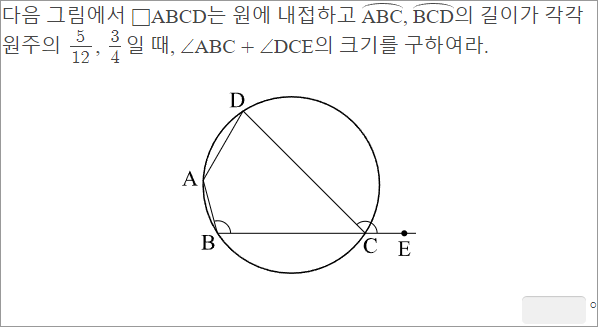 다음 그림에서 □ABCD는 원에 내접하고 ABC, BCD의 길이가 각각
원주의 5/12, 3/4일 때, ∠ABC + ∠DCE의 크기를 구하여라.
D
A
B
C
E
°